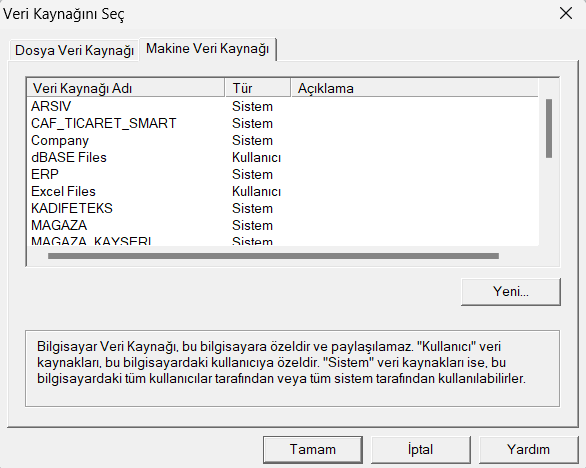 Veri Kaynağını Seç
Dosya Veri Kaynağı Makine Veri Kaynağı
Veri Kaynağı Adı Tür Açıklama
ARSIV Sistem
CAF_TICARET_SMART Sistem
Company Sistem
dBASE Files Kullanıcı
ERP Sistem
Excel Files Kullanıcı
KADIFETEKS Sistem
MAGAZA Sistem
MAGAZA_KAYSERI Sistem
Yeni...
Bilgisayar Veri Kaynağı, bu bilgisayara özeldir ve paylaşılamaz. "Kullanıcı" veri
kaynakları, bu bilgisayardaki kullanıcıya özeldir. "Sistem" veri kaynakları ise, bu
bilgisayardaki tüm kullanıcılar tarafından veya tüm sistem tarafından kullanılabilirler.
Tamam İptal Yardım